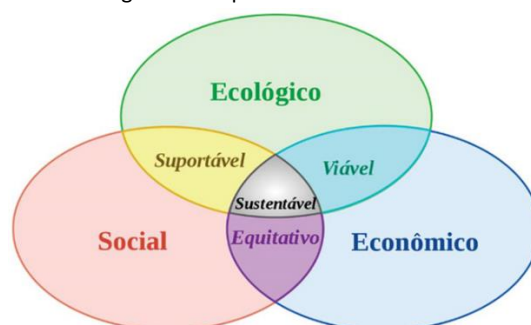 Ecológico
Suportável
Viável
Sustentável
Social
Equitativo
Econômico